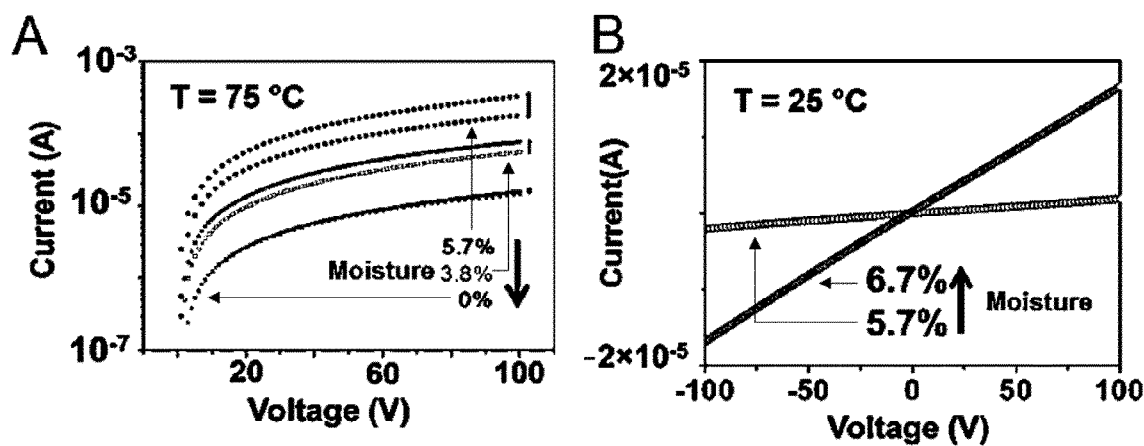 A
10⁻³
T = 75 °C
10⁻⁵
10⁻⁷
Current (A)
5.7%
Moisture 3.8%
0%
20 60 100
Voltage (V)
B
2×10⁻⁵
T = 25 °C
Current(A)
6.7%
Moisture
5.7%
−2×10⁻⁵
-100 -50 0 50 100
Voltage (V)